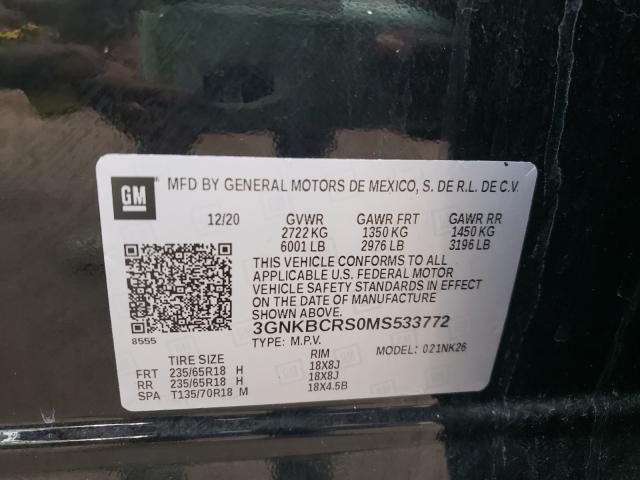 GM MFD BY GENERAL MOTORS DE MEXICO, S. DE R.L. DE C.V.
12/20 GVWR GAWR FRT GAWR RR
2722 KG 1350 KG 1450 KG
6001 LB 2976 LB 3196 LB
THIS VEHICLE CONFORMS TO ALL
APPLICABLE U.S. FEDERAL MOTOR
VEHICLE SAFETY STANDARDS IN EFFECT
ON THE DATE OF MANUFACTURE
SHOWN ABOVE.
3GNKBCRS0MS533772
8555 TYPE: M.P.V. MODEL: 021NK26
TIRE SIZE RIM
FRT 235/65R18 H 18X8J
RR 235/65R18 H 18X8J
SPA T135/70R18 M 18X4.5B